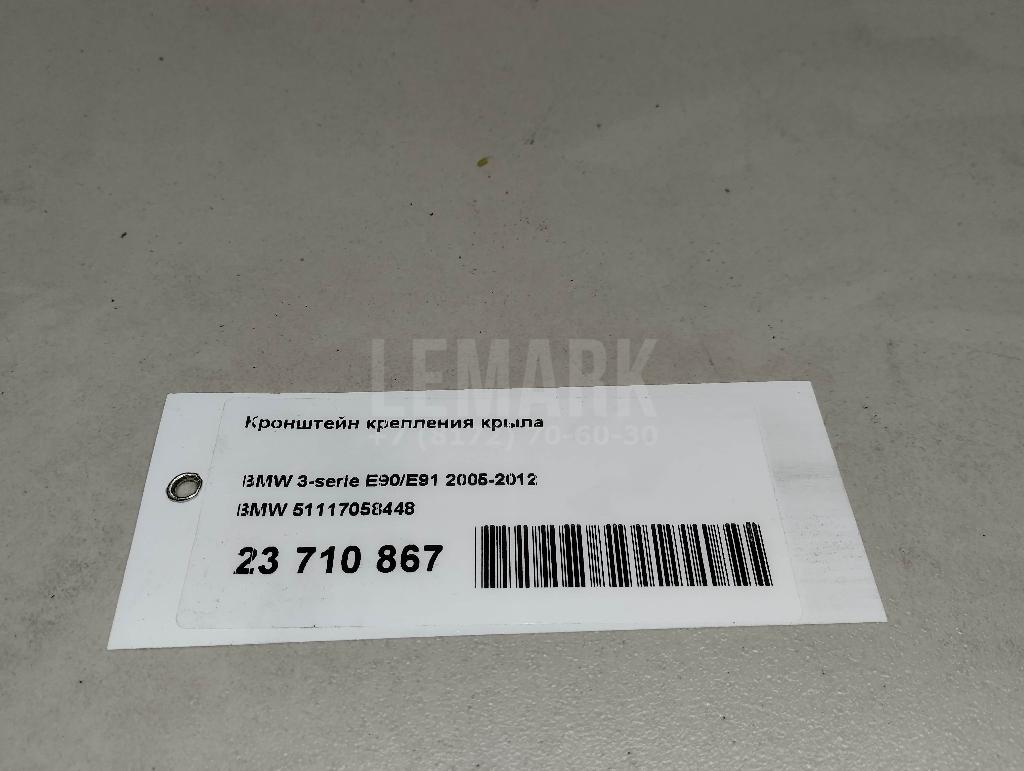 LEMARK
+7 (8172) 70-60-30
Кронштейн крепления крыла
BMW 3-serie E90/E91 2005-2012
BMW 51117058448
23 710 867